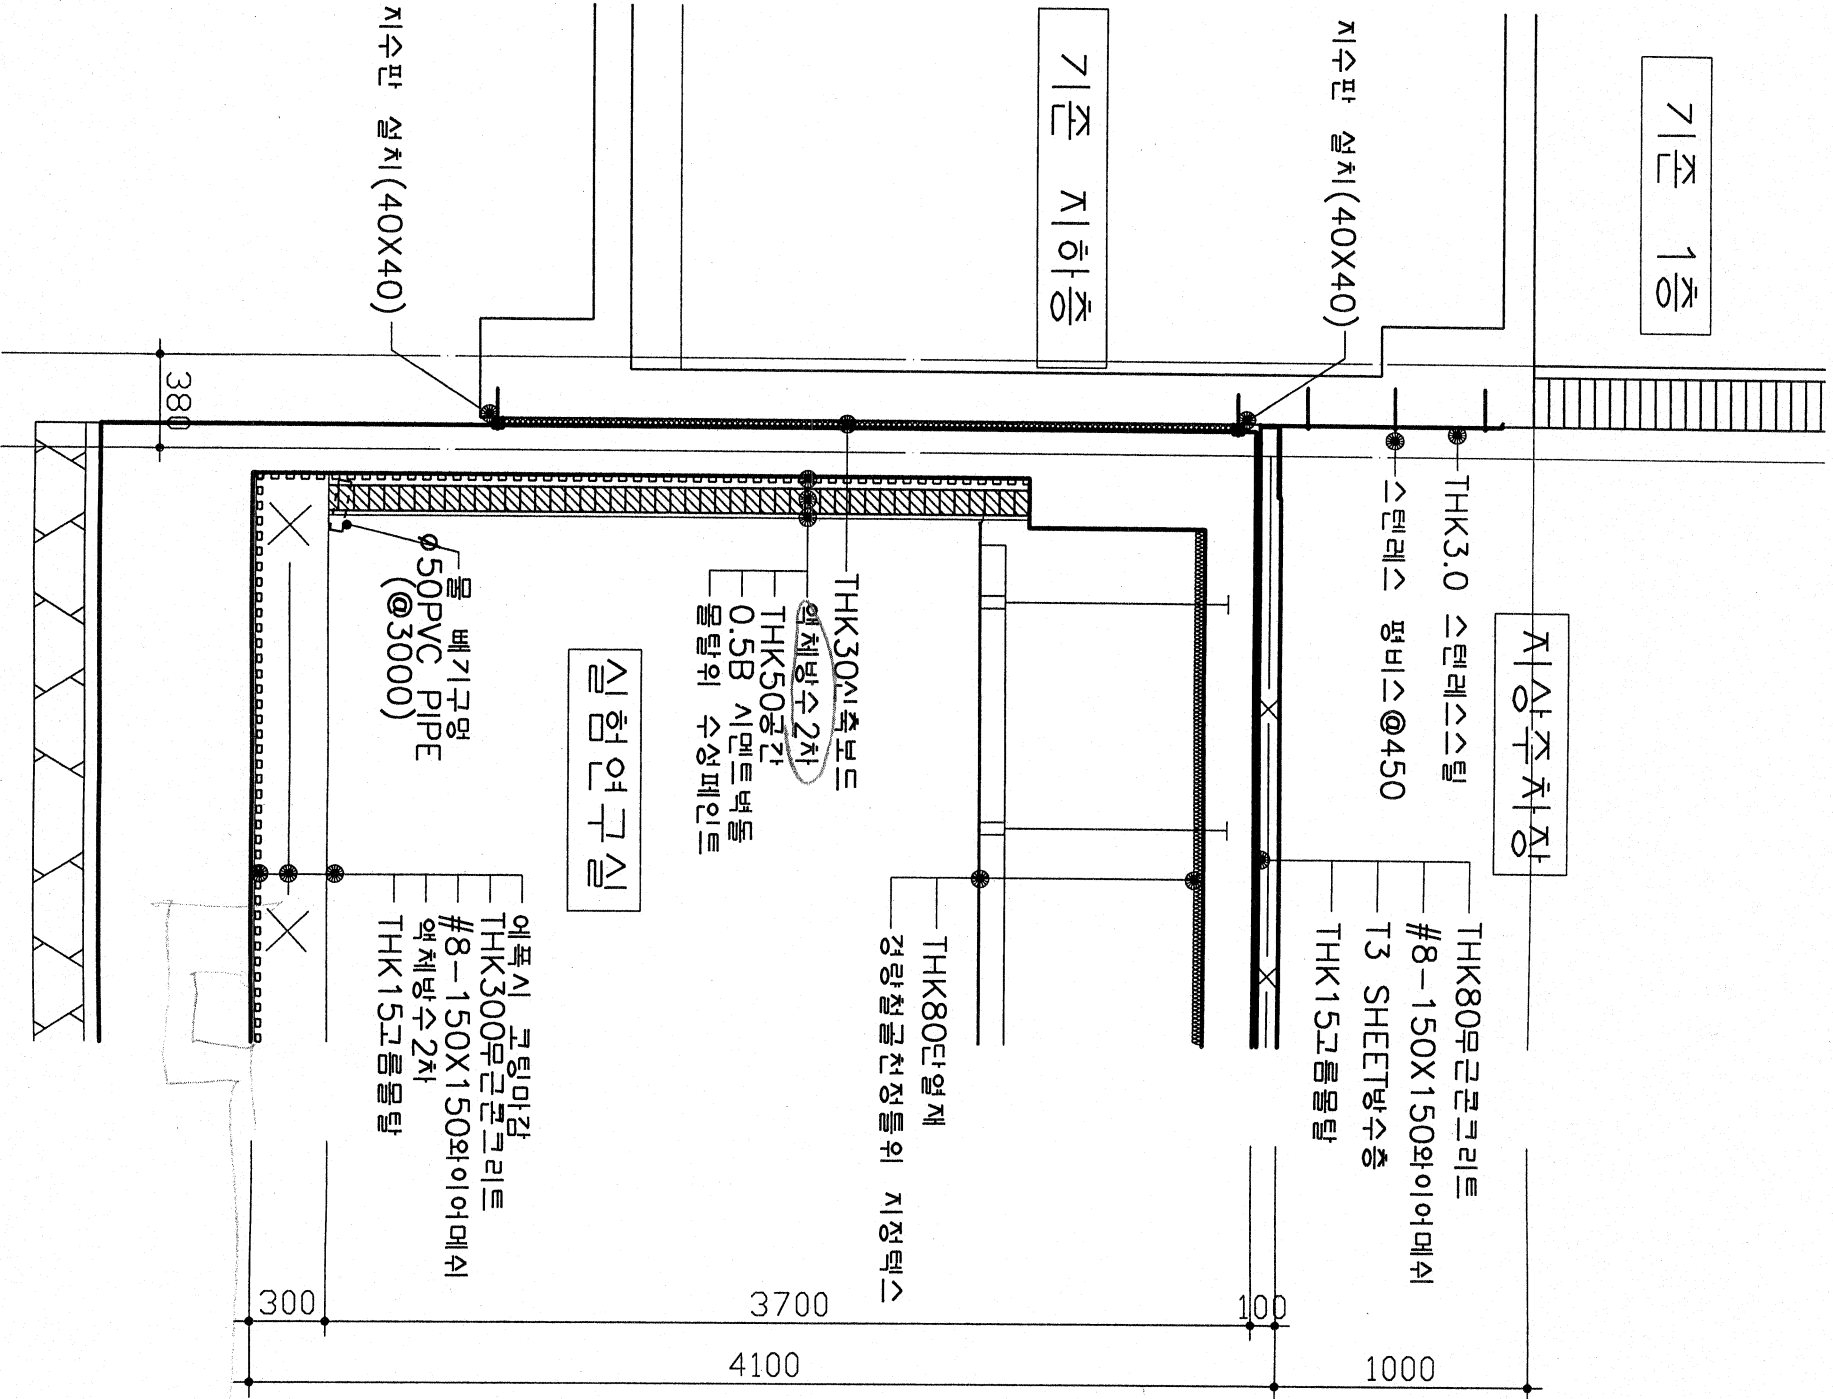 기존 1층
지수판 설치(40X40)
기존 지하층
지수판 설치(40X40)
380
THK3.0 스텐레스스틸
스텐레스 평비스@450
지상주차장
THK80무근콘크리트
#8-150X150와이어메쉬
T3 SHEET방수층
THK15고름몰탈
THK30신축보드
액체방수2차
THK50공간
0.5B 시멘트벽돌
몰탈위 수성페인트
THK80단열재
경량철골천정틀위 지정텍스
실험연구실
물 빼기구멍
ø50PVC PIPE
(@3000)
에폭시 코팅마감
THK300무근콘크리트
#8-150X150와이어메쉬
액체방수2차
THK15고름몰탈
300
3700
100
4100
1000